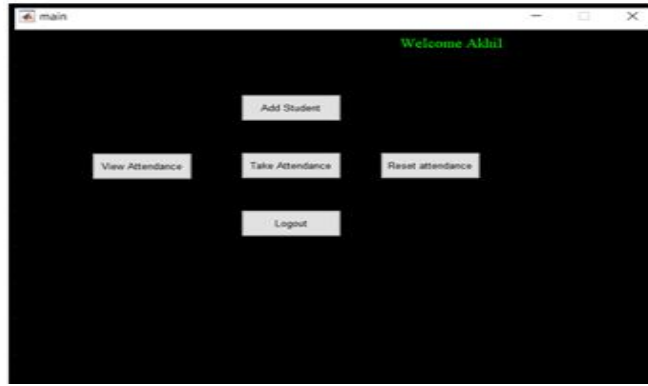 main
Welcome Akhil
Add Student
View Attendance Take Attendance Reset attendance
Logout